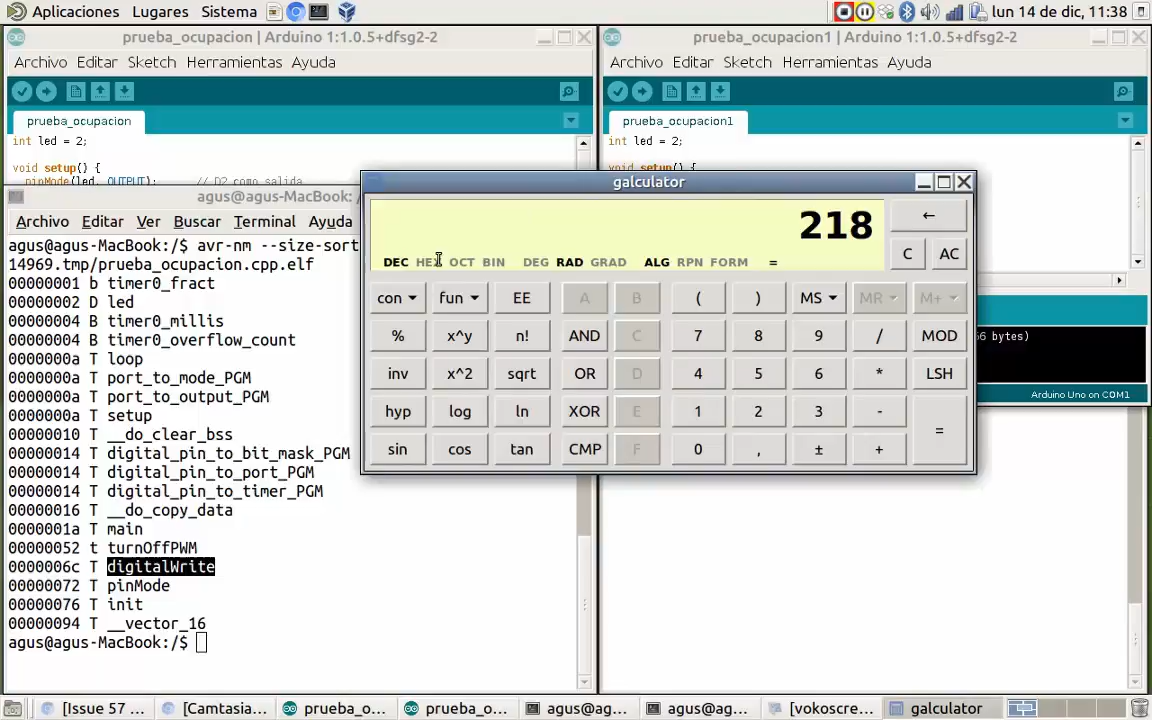 Aplicaciones Lugares Sistema lun 14 de dic, 11:38
prueba_ocupacion | Arduino 1:1.0.5+dfsg2-2
Archivo Editar Sketch Herramientas Ayuda
prueba_ocupacion
int led = 2;
void setup() {
pinMode(led, OUTPUT); // D2 como salida
prueba_ocupacion1 | Arduino 1:1.0.5+dfsg2-2
Archivo Editar Sketch Herramientas Ayuda
prueba_ocupacion1
int led = 2;
void setup() {
6 bytes)
Arduino Uno on COM1
agus@agus-MacBook: /
Archivo Editar Ver Buscar Terminal Ayuda
agus@agus-MacBook:/$ avr-nm --size-sort
14969.tmp/prueba_ocupacion.cpp.elf
00000001 b timer0_fract
00000002 D led
00000004 B timer0_millis
00000004 B timer0_overflow_count
0000000a T loop
0000000a T port_to_mode_PGM
0000000a T port_to_output_PGM
0000000a T setup
00000010 T __do_clear_bss
00000014 T digital_pin_to_bit_mask_PGM
00000014 T digital_pin_to_port_PGM
00000014 T digital_pin_to_timer_PGM
00000016 T __do_copy_data
0000001a T main
00000052 t turnOffPWM
0000006c T digitalWrite
00000072 T pinMode
00000076 T init
00000094 T __vector_16
agus@agus-MacBook:/$
galculator
218
DEC HEX OCT BIN DEG RAD GRAD ALG RPN FORM =
← C AC
con fun EE A B ( ) MS MR M+
% x^y n! AND C 7 8 9 / MOD
inv x^2 sqrt OR D 4 5 6 * LSH
hyp log ln XOR E 1 2 3 - =
sin cos tan CMP F 0 , ± +
[Issue 57 ... [Camtasia... prueba_o... prueba_o... agus@ag... agus@ag... [vokoscre... galculator